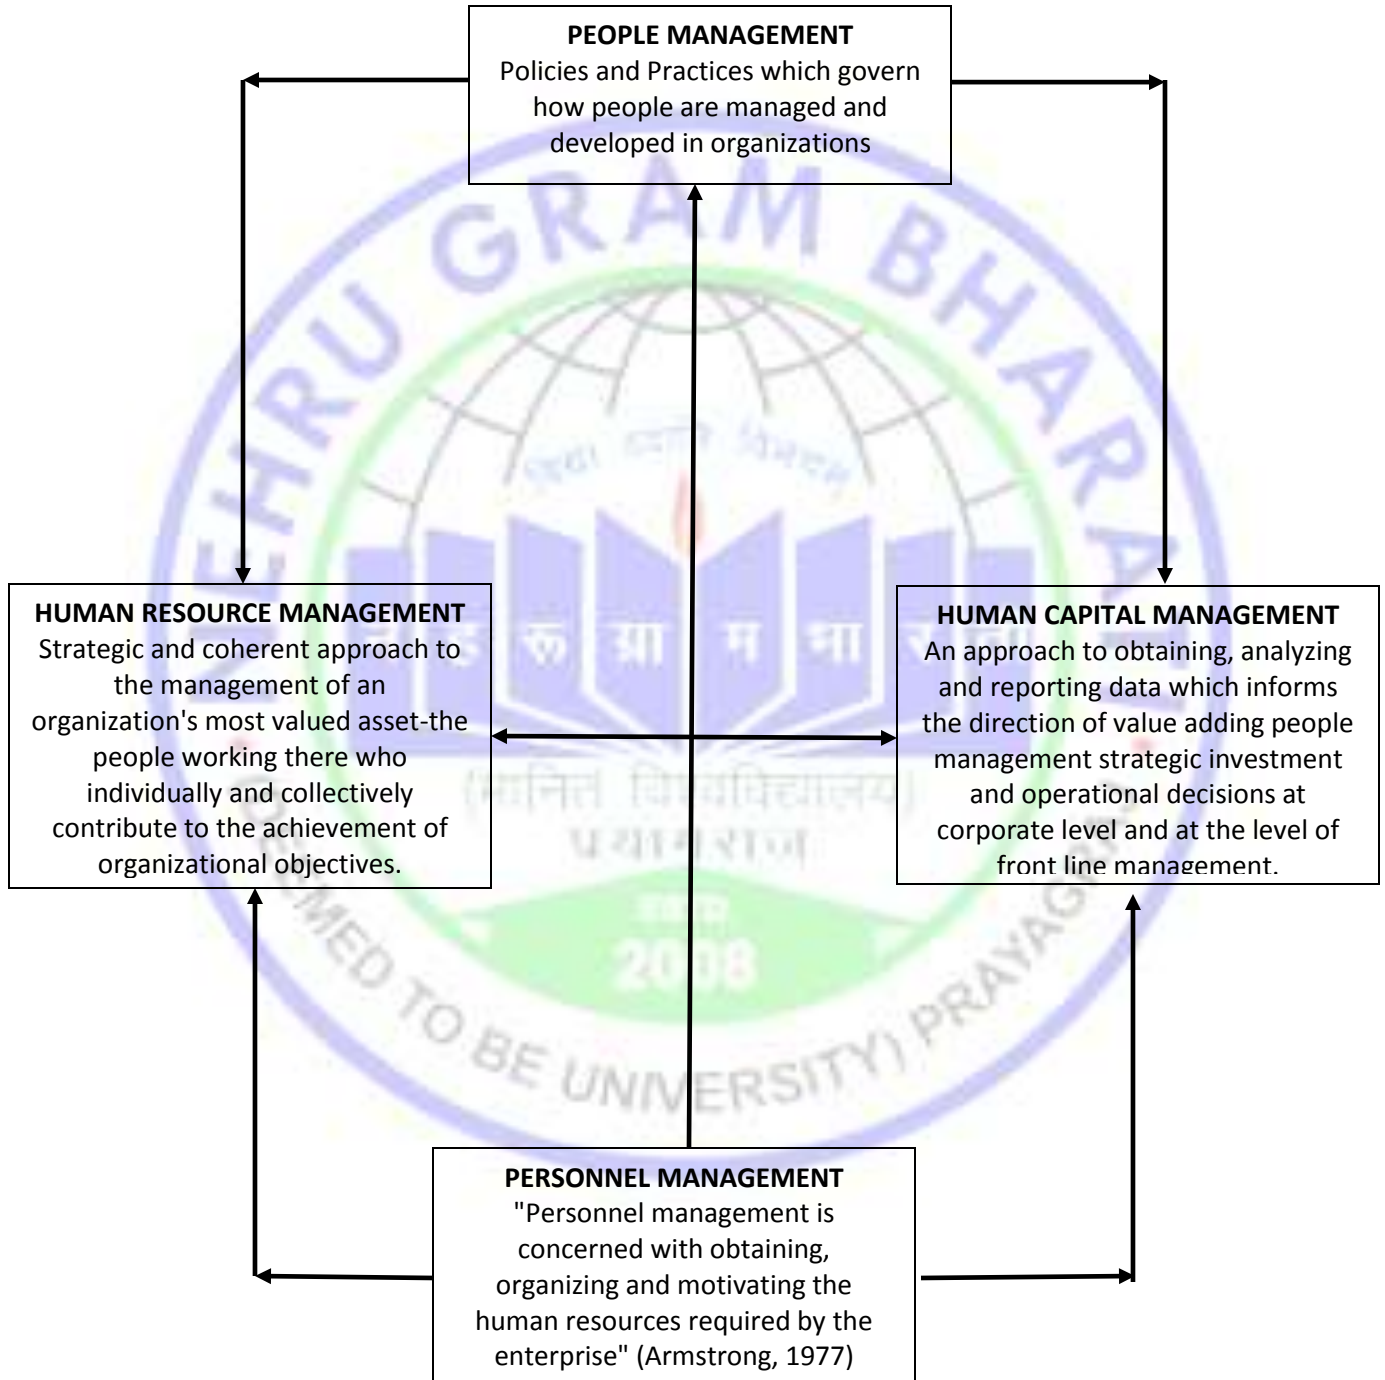 PEOPLE MANAGEMENT
Policies and Practices which govern
how people are managed and
developed in organizations
NEHRU GRAM BHARATI
HUMAN RESOURCE MANAGEMENT
Strategic and coherent approach to
the management of an
organization's most valued asset-the
people working there who
individually and collectively
contribute to the achievement of
organizational objectives.
HUMAN CAPITAL MANAGEMENT
An approach to obtaining, analyzing
and reporting data which informs
the direction of value adding people
management strategic investment
and operational decisions at
corporate level and at the level of
front line management.
रू ग्रा म भा
(मानित विश्वविद्यालय)
प्रयागराज
2008
(DEEMED TO BE UNIVERSITY) PRAYAGRAJ
PERSONNEL MANAGEMENT
"Personnel management is
concerned with obtaining,
organizing and motivating the
human resources required by the
enterprise" (Armstrong, 1977)